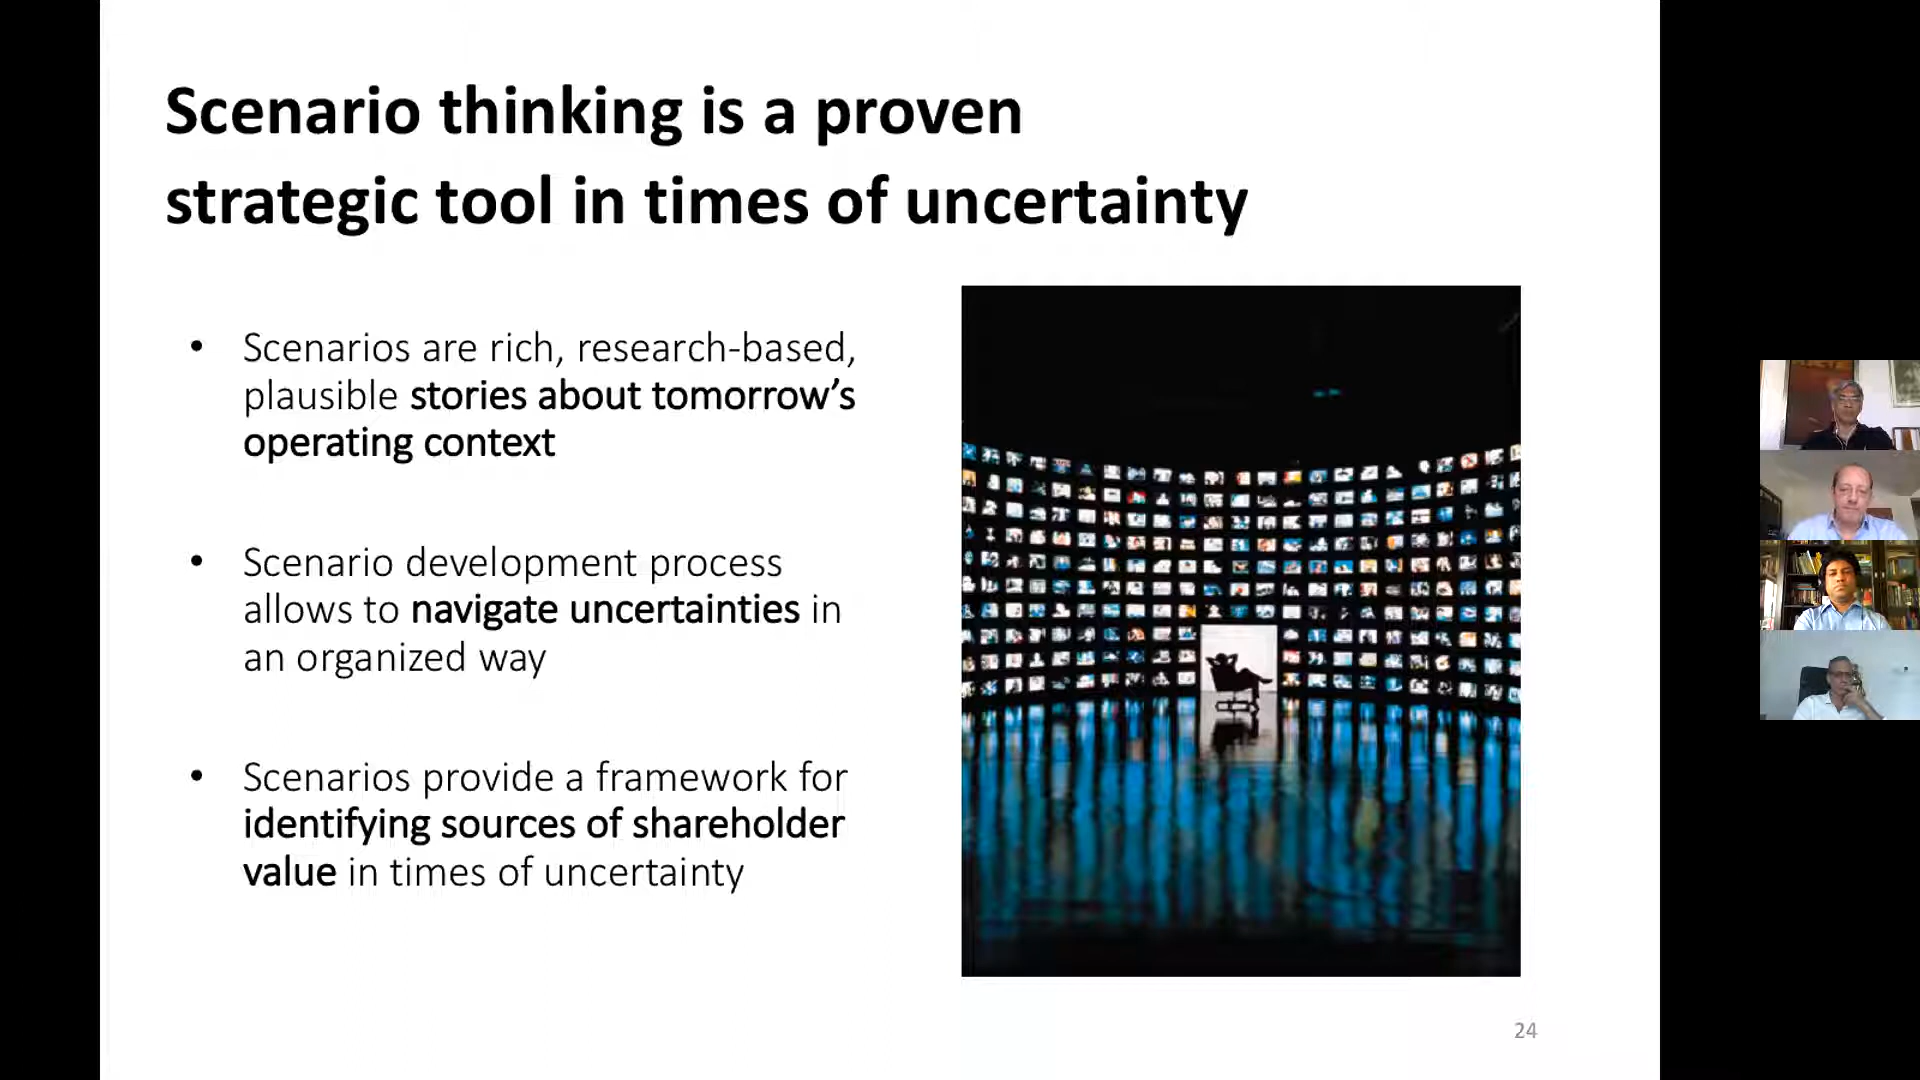 Scenario thinking is a proven
strategic tool in times of uncertainty
• Scenarios are rich, research-based,
plausible stories about tomorrow’s
operating context
• Scenario development process
allows to navigate uncertainties in
an organized way
• Scenarios provide a framework for
identifying sources of shareholder
value in times of uncertainty
24